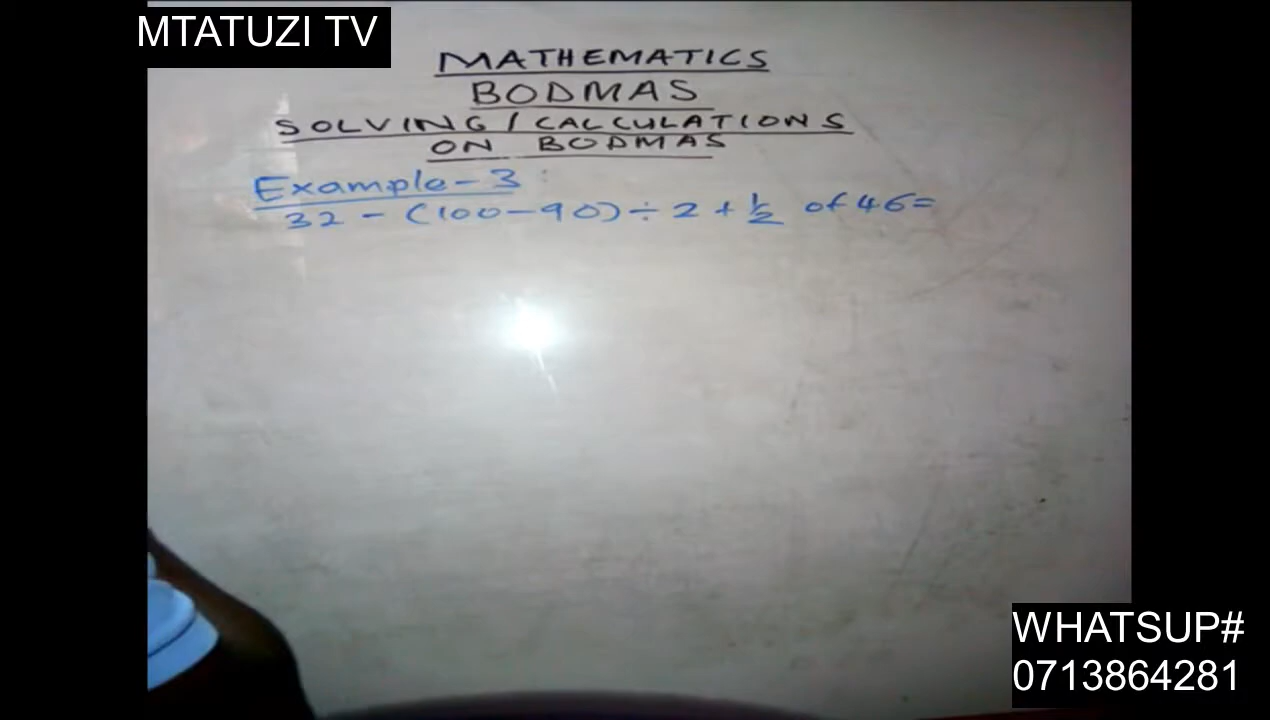 MTATUZI TV
MATHEMATICS
BODMAS
SOLVING/CALCULATIONS
ON BODMAS
Example-3:
32 - (100-90) ÷ 2 + 1/2 of 46=
WHATSUP#
0713864281